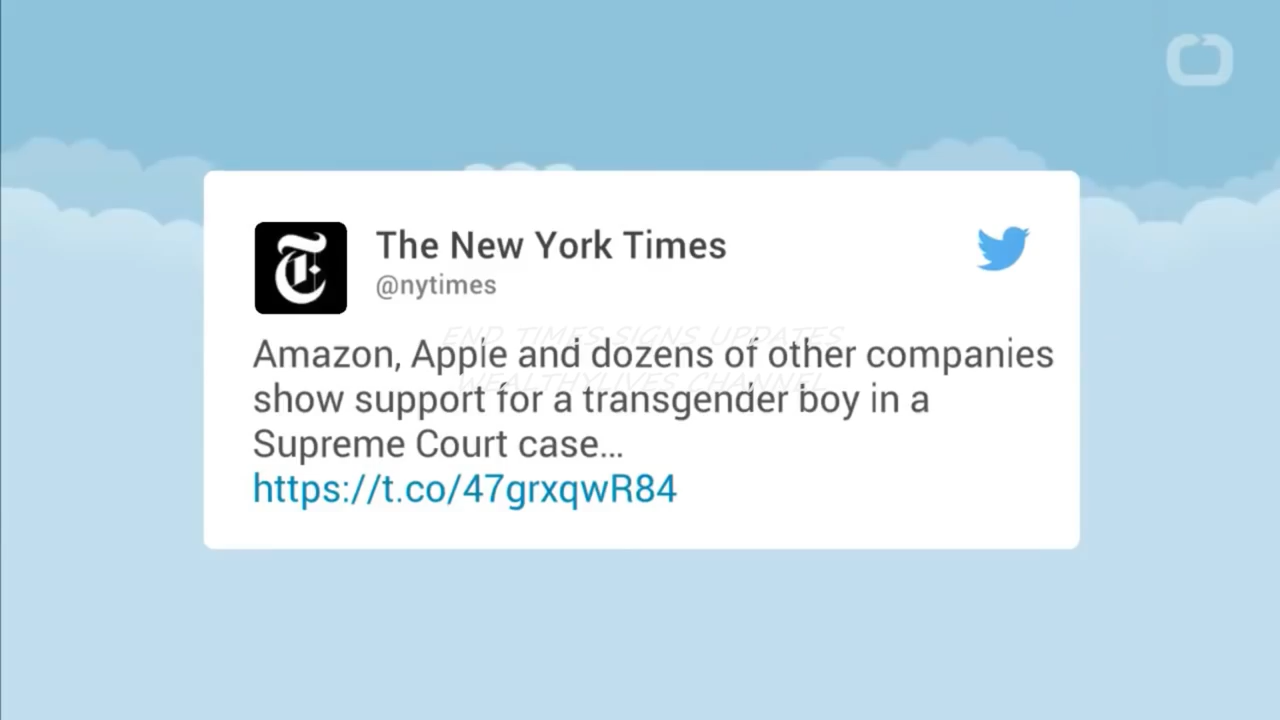 The New York Times
@nytimes
END TIMES SIGNS UPDATES
Amazon, Apple and dozens of other companies
WEALTHYLIVES CHANNEL
show support for a transgender boy in a
Supreme Court case...
https://t.co/47grxqwR84